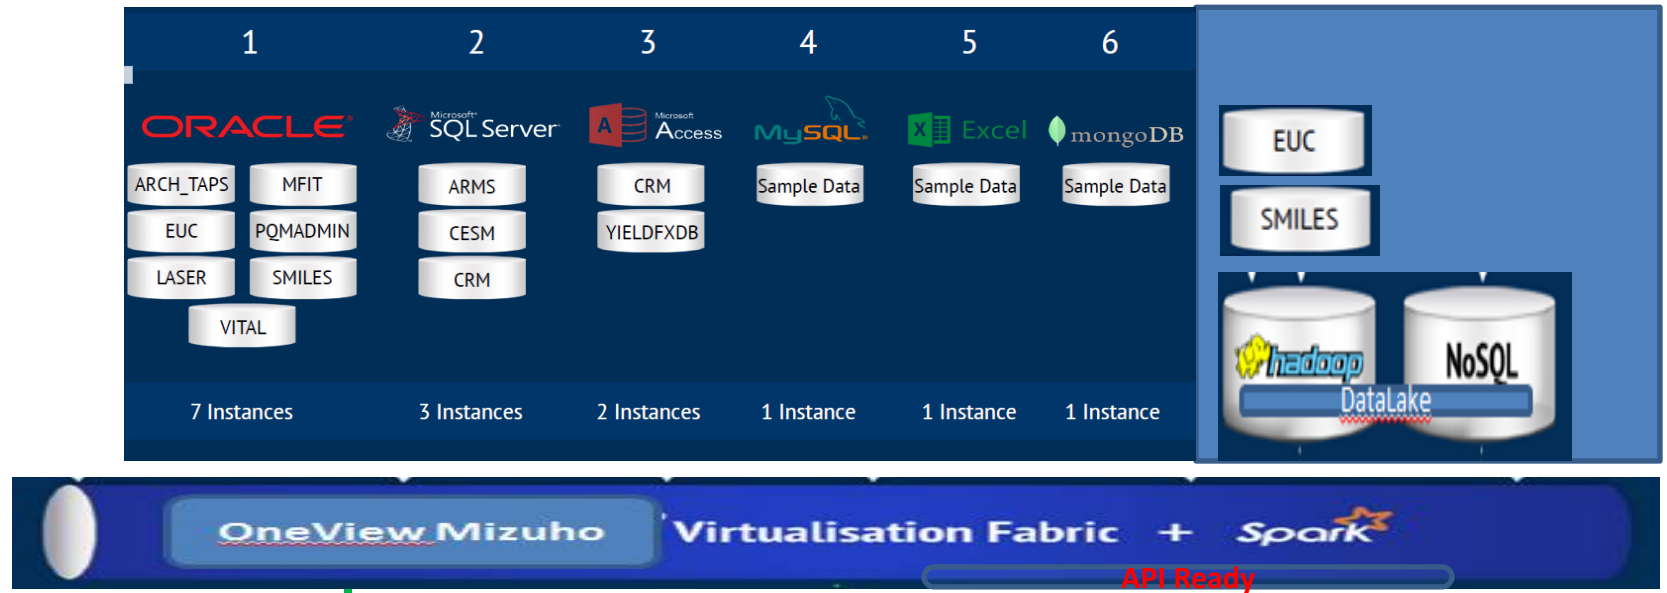 1 2 3 4 5 6
ORACLE Microsoft SQL Server Microsoft Access MySQL Excel mongoDB
ARCH_TAPS MFIT ARMS CRM Sample Data Sample Data Sample Data
EUC PQMADMIN CESM YIELDFXDB
LASER SMILES CRM
VITAL
7 Instances 3 Instances 2 Instances 1 Instance 1 Instance 1 Instance
EUC
SMILES
hadoop NoSQL
DataLake
OneView Mizuho Virtualisation Fabric + Spark
API Ready